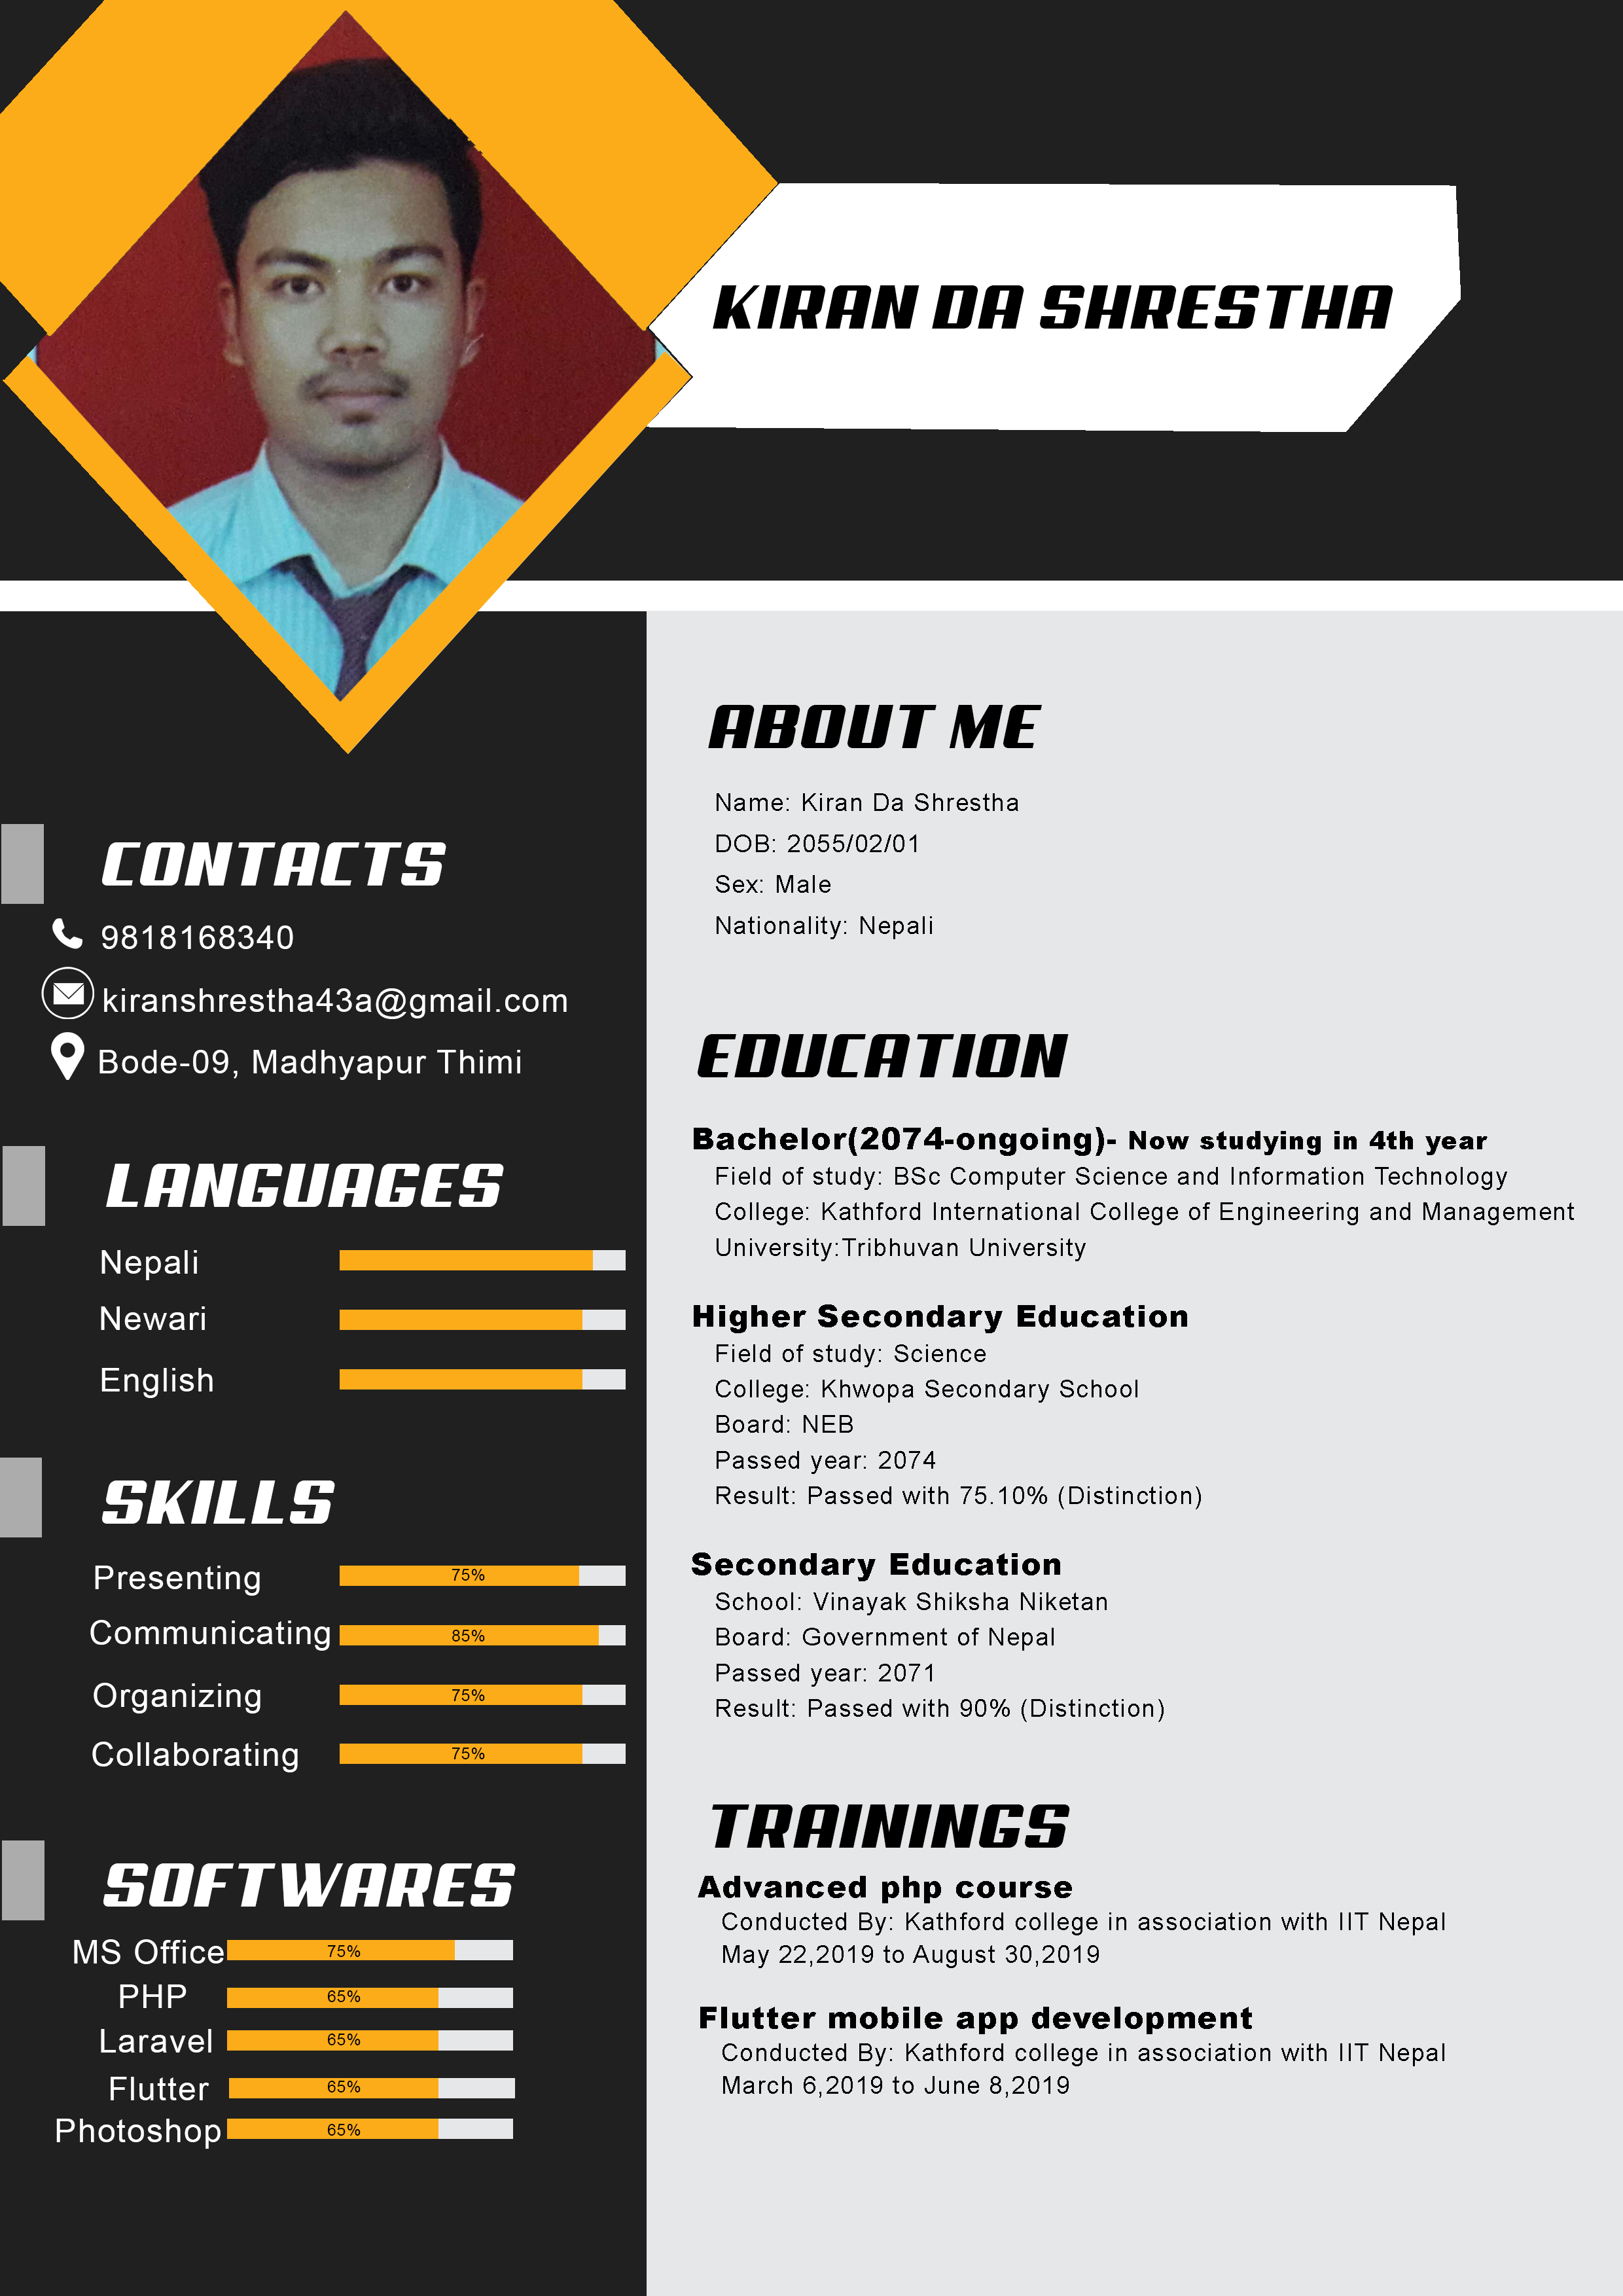 KIRAN DA SHRESTHA
CONTACTS
9818168340
kiranshrestha43a@gmail.com
Bode-09, Madhyapur Thimi
LANGUAGES
Nepali
Newari
English
SKILLS
Presenting 75%
Communicating 85%
Organizing 75%
Collaborating 75%
SOFTWARES
MS Office 75%
PHP 65%
Laravel 65%
Flutter 65%
Photoshop 65%
ABOUT ME
Name: Kiran Da Shrestha
DOB: 2055/02/01
Sex: Male
Nationality: Nepali
EDUCATION
Bachelor(2074-ongoing)- Now studying in 4th year
Field of study: BSc Computer Science and Information Technology
College: Kathford International College of Engineering and Management
University:Tribhuvan University
Higher Secondary Education
Field of study: Science
College: Khwopa Secondary School
Board: NEB
Passed year: 2074
Result: Passed with 75.10% (Distinction)
Secondary Education
School: Vinayak Shiksha Niketan
Board: Government of Nepal
Passed year: 2071
Result: Passed with 90% (Distinction)
TRAININGS
Advanced php course
Conducted By: Kathford college in association with IIT Nepal
May 22,2019 to August 30,2019
Flutter mobile app development
Conducted By: Kathford college in association with IIT Nepal
March 6,2019 to June 8,2019